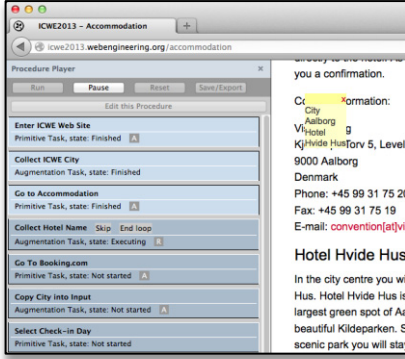 ICWE2013 – Accommodation
icwe2013.webengineering.org/accommodation
Procedure Player
Run Pause Reset Save/Export
Edit this Procedure
Enter ICWE Web Site
Primitive Task, state: Finished A
Collect ICWE City
Augmentation Task, state: Finished
Go to Accommodation
Primitive Task, state: Finished A
Collect Hotel Name Skip End loop
Augmentation Task, state: Executing R
Go To Booking.com
Primitive Task, state: Not started A
Copy City into Input
Augmentation Task, state: Not started A
Select Check-in Day
Primitive Task, state: Not started
you a confirmation.
ormation:
x
City
Aalborg
Hotel
Hvide Hus
Torv 5, Level
9000 Aalborg
Denmark
Phone: +45 99 31 75 20
Fax: +45 99 31 75 19
E-mail: convention[at]vi
Hotel Hvide Hus
In the city centre you wi
Hus. Hotel Hvide Hus is
largest green spot of Aa
beautiful Kildeparken. S
scenic park you will stay